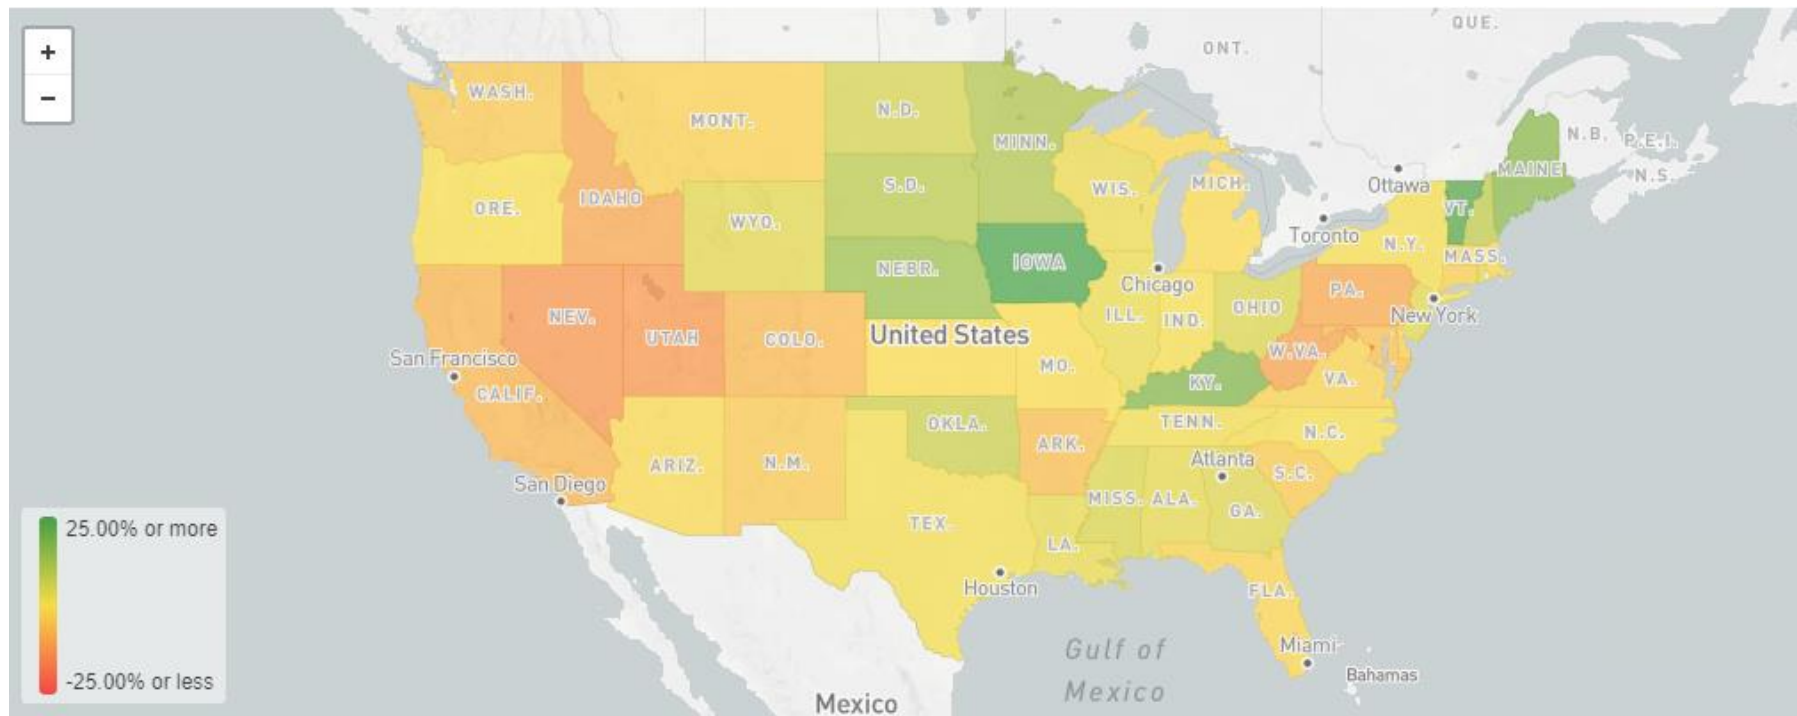 +
−
QUE.
ONT.
WASH.
MONT.
N.D.
MINN.
N.B.
P.E.I.
MAINE
N.S.
Ottawa
ORE.
IDAHO
WYO.
S.D.
WIS.
MICH.
VT.
Toronto
N.Y.
MASS.
NEBR.
IOWA
Chicago
PA.
New York
NEV.
UTAH
COLO.
United States
ILL.
IND.
OHIO
San Francisco
CALIF.
MO.
KY.
W.VA.
VA.
ARIZ.
N.M.
OKLA.
ARK.
TENN.
N.C.
Atlanta
S.C.
San Diego
TEX.
MISS.
ALA.
GA.
LA.
Houston
FLA.
Miami
Bahamas
Gulf of
Mexico
Mexico
25.00% or more
-25.00% or less